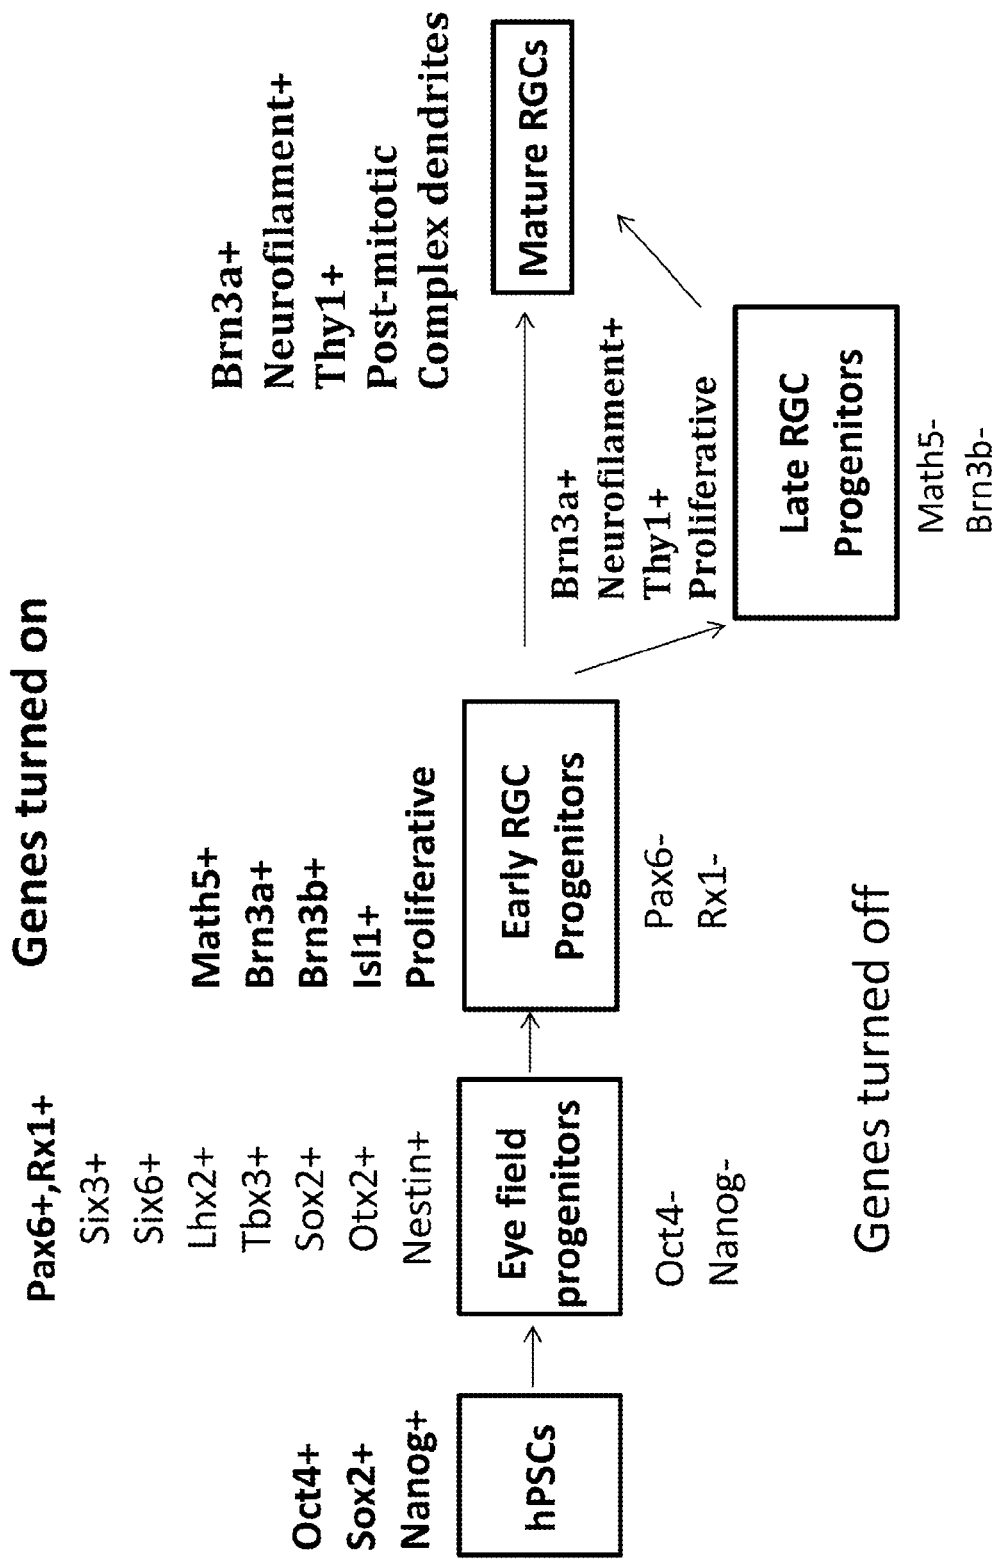 Genes turned on
Oct4+
Sox2+
Nanog+
hPSCs
Pax6+,Rx1+
Six3+
Six6+
Lhx2+
Tbx3+
Sox2+
Otx2+
Nestin+
Eye field
progenitors
Oct4-
Nanog-
Math5+
Brn3a+
Brn3b+
Isl1+
Proliferative
Early RGC
Progenitors
Pax6-
Rx1-
Brn3a+
Neurofilament+
Thy1+
Proliferative
Late RGC
Progenitors
Math5-
Brn3b-
Brn3a+
Neurofilament+
Thy1+
Post-mitotic
Complex dendrites
Mature RGCs
Genes turned off